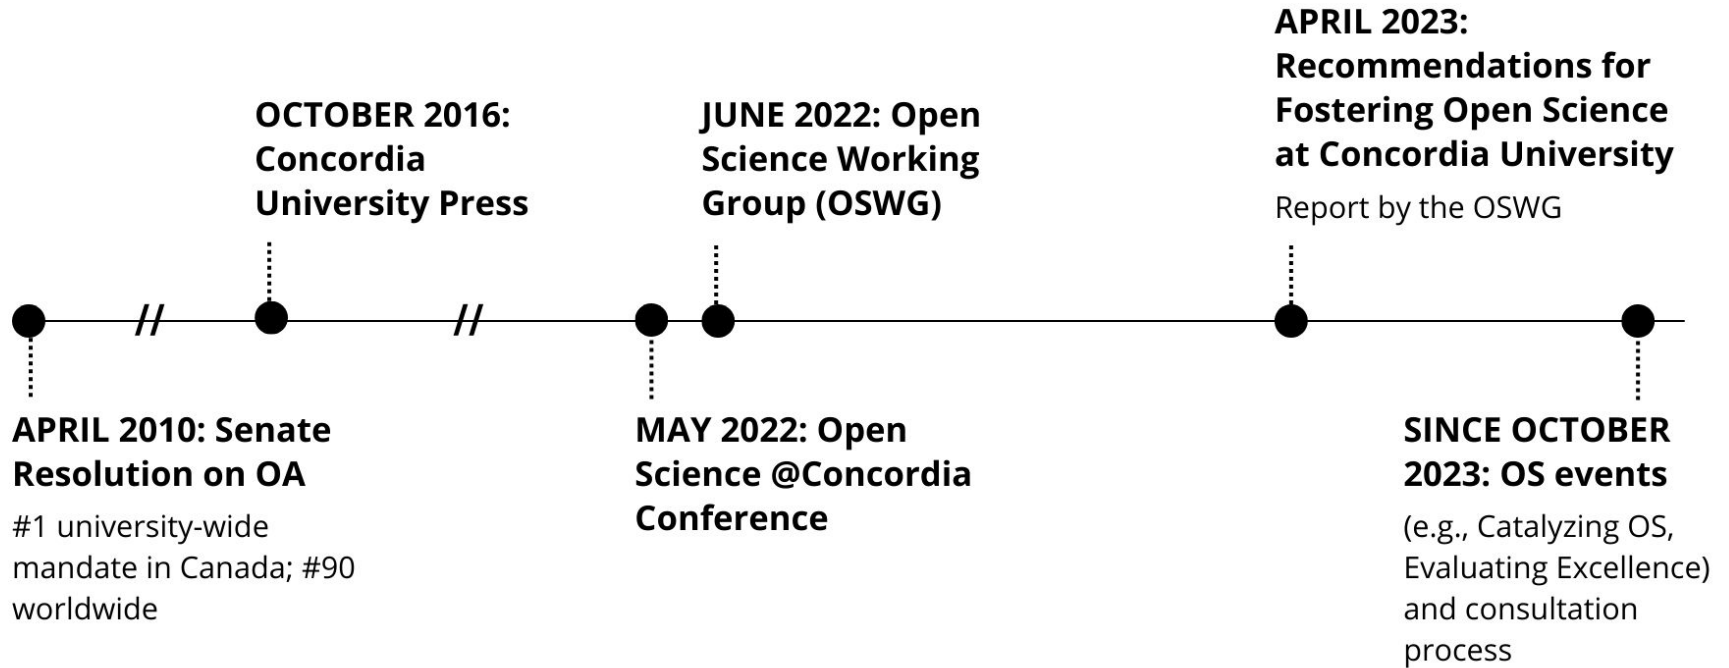 APRIL 2010: Senate
Resolution on OA
#1 university-wide
mandate in Canada; #90
worldwide
OCTOBER 2016:
Concordia
University Press
MAY 2022: Open
Science @Concordia
Conference
JUNE 2022: Open
Science Working
Group (OSWG)
APRIL 2023:
Recommendations for
Fostering Open Science
at Concordia University
Report by the OSWG
SINCE OCTOBER
2023: OS events
(e.g., Catalyzing OS,
Evaluating Excellence)
and consultation
process